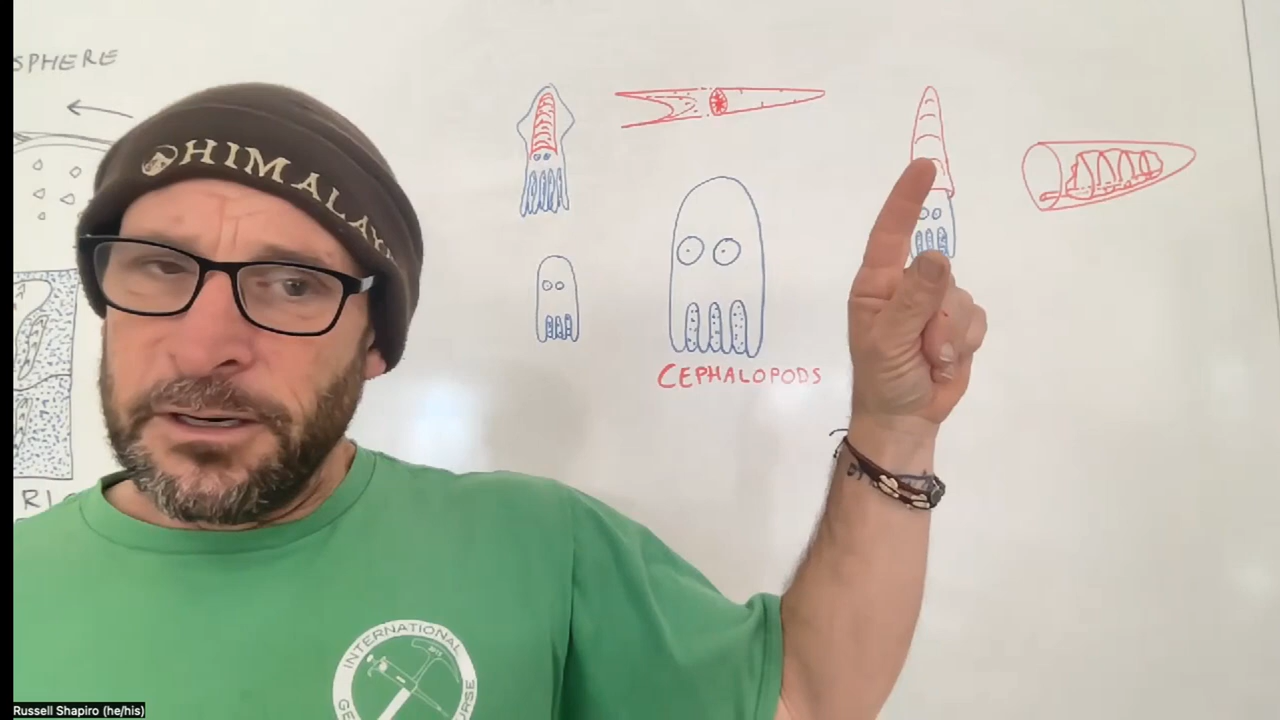 SPHERE
HIMALAYA
CEPHALOPODS
INTERNATIONAL
Russell Shapiro (he/his)